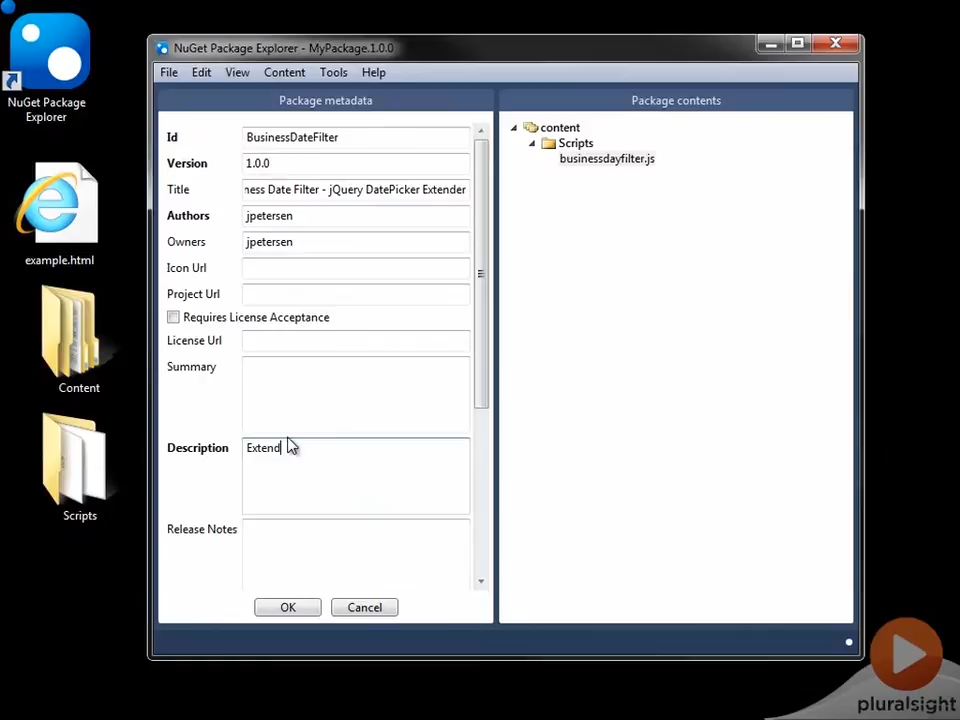 NuGet Package Explorer - MyPackage.1.0.0
File Edit View Content Tools Help
Package metadata
Package contents
Id BusinessDateFilter
Version 1.0.0
Title ness Date Filter - jQuery DatePicker Extender
Authors jpetersen
Owners jpetersen
Icon Url
Project Url
Requires License Acceptance
License Url
Summary
Description Extend
Release Notes
OK Cancel
content
Scripts
businessdayfilter.js
NuGet Package
Explorer
example.html
Content
Scripts
pluralsight